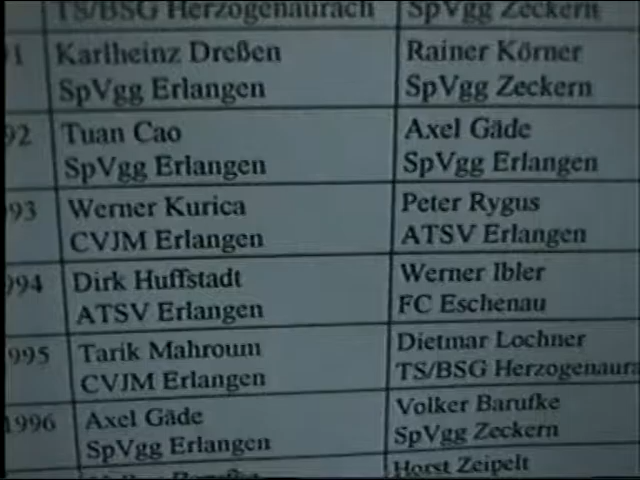 TS/BSG Herzogenaurach SpVgg Zeckern
91 Karlheinz Dreßen Rainer Körner
SpVgg Erlangen SpVgg Zeckern
92 Tuan Cao Axel Gäde
SpVgg Erlangen SpVgg Erlangen
993 Werner Kurica Peter Rygus
CVJM Erlangen ATSV Erlangen
994 Dirk Huffstadt Werner Ibler
ATSV Erlangen FC Eschenau
995 Tarik Mahroum Dietmar Lochner
CVJM Erlangen TS/BSG Herzogenaura
1996 Axel Gäde Volker Barufke
SpVgg Erlangen SpVgg Zeckern
Horst Zeipelt